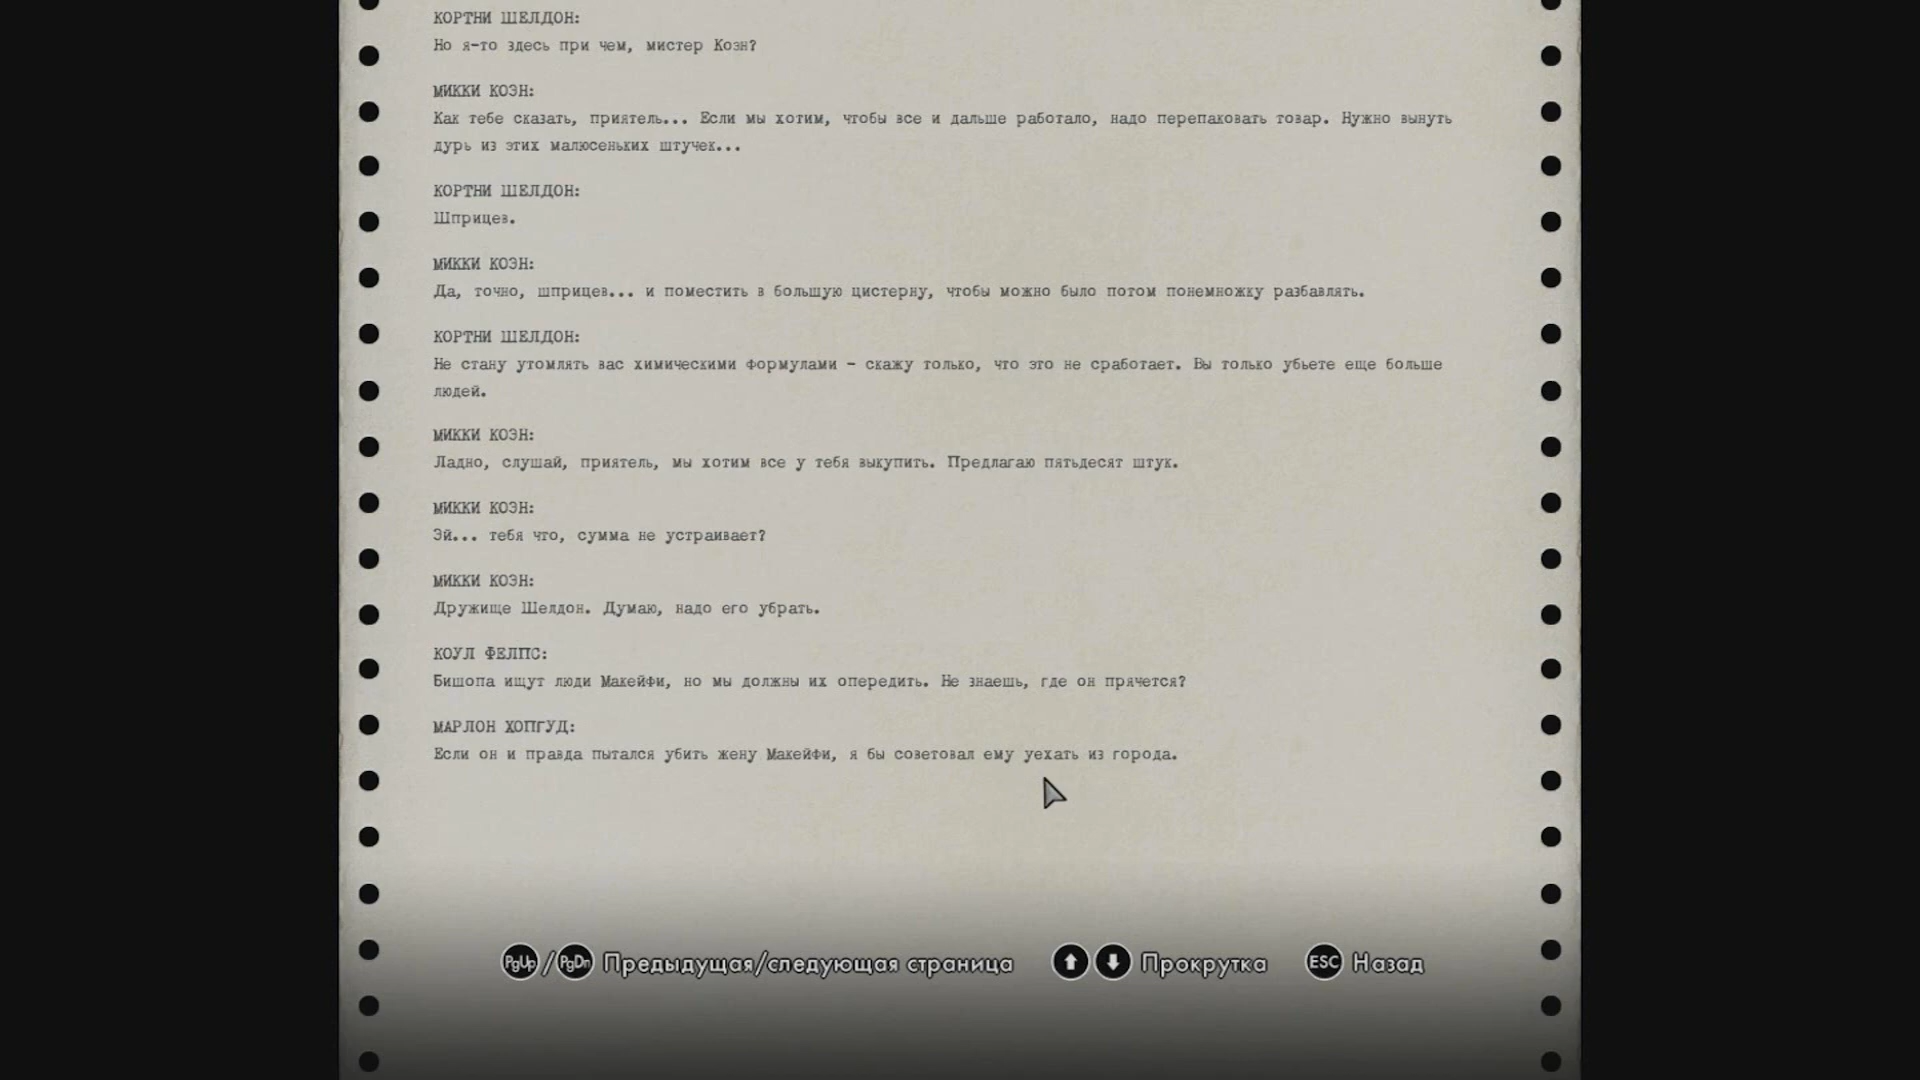 КОРТНИ ШЕЛДОН:
Но я-то здесь при чем, мистер Коэн?
МИККИ КОЭН:
Как тебе сказать, приятель... Если мы хотим, чтобы все и дальше работало, надо перепаковать товар. Нужно вынуть
дурь из этих малюсеньких штучек...
КОРТНИ ШЕЛДОН:
Шприцев.
МИККИ КОЭН:
Да, точно, шприцев... и поместить в большую цистерну, чтобы можно было потом понемножку разбавлять.
КОРТНИ ШЕЛДОН:
Не стану утомлять вас химическими формулами - скажу только, что это не сработает. Вы только убьете еще больше
людей.
МИККИ КОЭН:
Ладно, слушай, приятель, мы хотим все у тебя выкупить. Предлагаю пятьдесят штук.
МИККИ КОЭН:
Эй... тебя что, сумма не устраивает?
МИККИ КОЭН:
Дружище Шелдон. Думаю, надо его убрать.
КОУЛ ФЕЛПС:
Бишопа ищут люди Макейфи, но мы должны их опередить. Не знаешь, где он прячется?
МАРЛОН ХОПГУД:
Если он и правда пытался убить жену Макейфи, я бы советовал ему уехать из города.
PgUp/PgDn Предыдущая/следующая страница ⬆ ⬇ Прокрутка ESC Назад